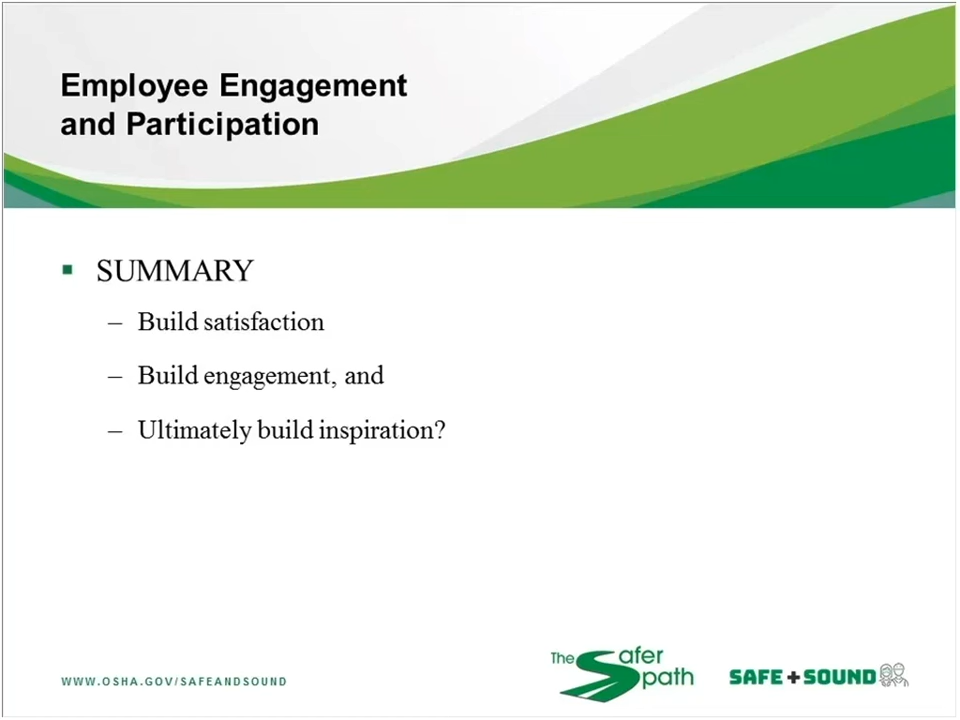 Employee Engagement
and Participation
▪ SUMMARY
– Build satisfaction
– Build engagement, and
– Ultimately build inspiration?
WWW.OSHA.GOV/SAFEANDSOUND
The Safer path
SAFE+SOUND